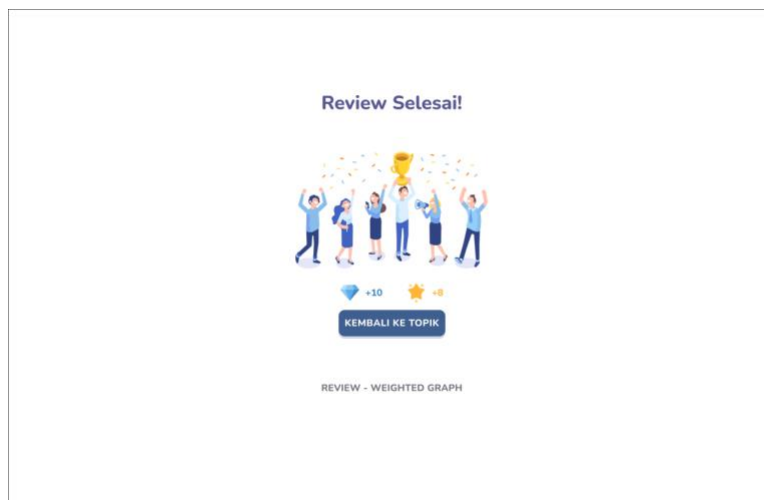 Review Selesai!
+10 +8
KEMBALI KE TOPIK
REVIEW - WEIGHTED GRAPH